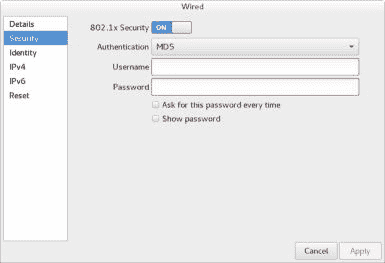 Wired
Details
Security
Identity
IPv4
IPv6
Reset
802.1x Security ON
Authentication MD5
Username
Password
Ask for this password every time
Show password
Cancel Apply